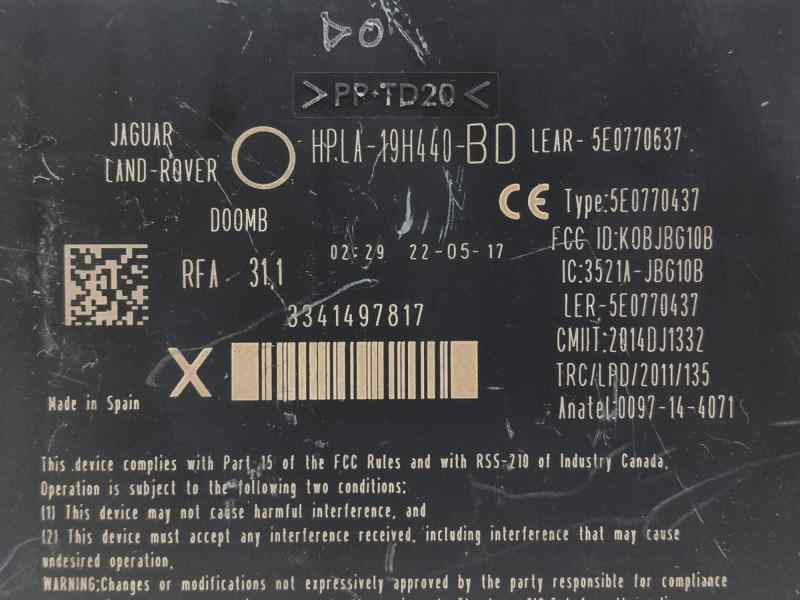 DO
>PP-TD20<
JAGUAR
LAND-ROVER
HPLA-19H440-BD
LEAR-5E0770637
CE Type:5E0770437
DOOMB
FCC ID:KOBJBG10B
02:29 22-05-17
RFA 31.1
IC:3521A-JBG10B
LER-5E0770437
3341497817
CMIIT:2014DJ1332
X
TRC/LPD/2011/135
Made in Spain
Anatel:0097-14-4071
This device complies with Part 15 of the FCC Rules and with RSS-210 of Industry Canada.
Operation is subject to the following two conditions:
(1) This device may not cause harmful interference, and
(2) This device must accept any interference received, including interference that may cause
undesired operation.
WARNING:Changes or modifications not expressively approved by the party responsible for compliance